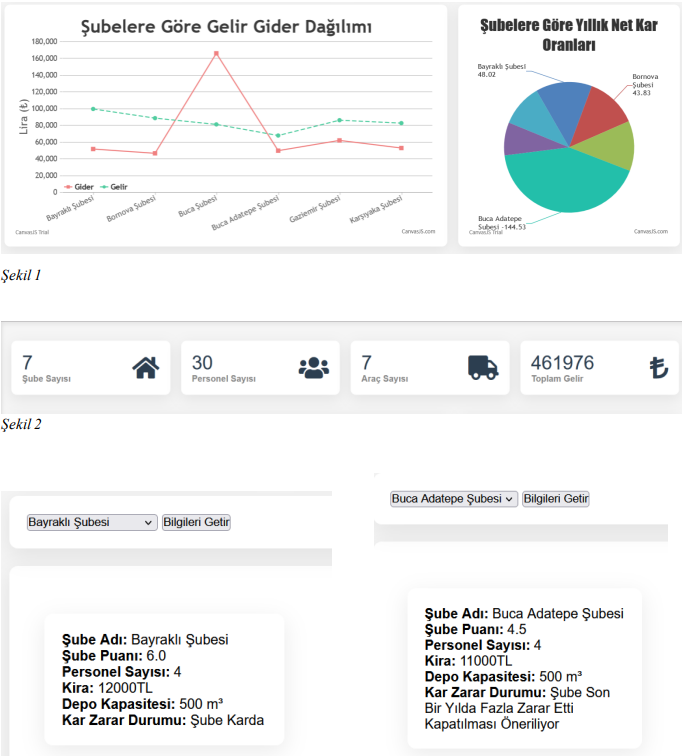 Şubelere Göre Gelir Gider Dağılımı
180,000
160,000
140,000
120,000
100,000
80,000
60,000
40,000
20,000
0
Lira (₺)
Gider Gelir
Bayraklı Şubesi
Bornova Şubesi
Buca Şubesi
Buca Adatepe Şubesi
Gaziemir Şubesi
Karşıyaka Şubesi
CanvasJS Trial
CanvasJS.com
Şubelere Göre Yıllık Net Kar
Oranları
Bayraklı Şubesi
48.02
Bornova
Şubesi
43.83
Buca Adatepe
Şubesi -144.53
CanvasJS Trial
CanvasJS.com
Şekil 1
7
Şube Sayısı
30
Personel Sayısı
7
Araç Sayısı
461976
Toplam Gelir
₺
Şekil 2
Bayraklı Şubesi Bilgileri Getir
Şube Adı: Bayraklı Şubesi
Şube Puanı: 6.0
Personel Sayısı: 4
Kira: 12000TL
Depo Kapasitesi: 500 m³
Kar Zarar Durumu: Şube Karda
Buca Adatepe Şubesi Bilgileri Getir
Şube Adı: Buca Adatepe Şubesi
Şube Puanı: 4.5
Personel Sayısı: 4
Kira: 11000TL
Depo Kapasitesi: 500 m³
Kar Zarar Durumu: Şube Son
Bir Yılda Fazla Zarar Etti
Kapatılması Öneriliyor